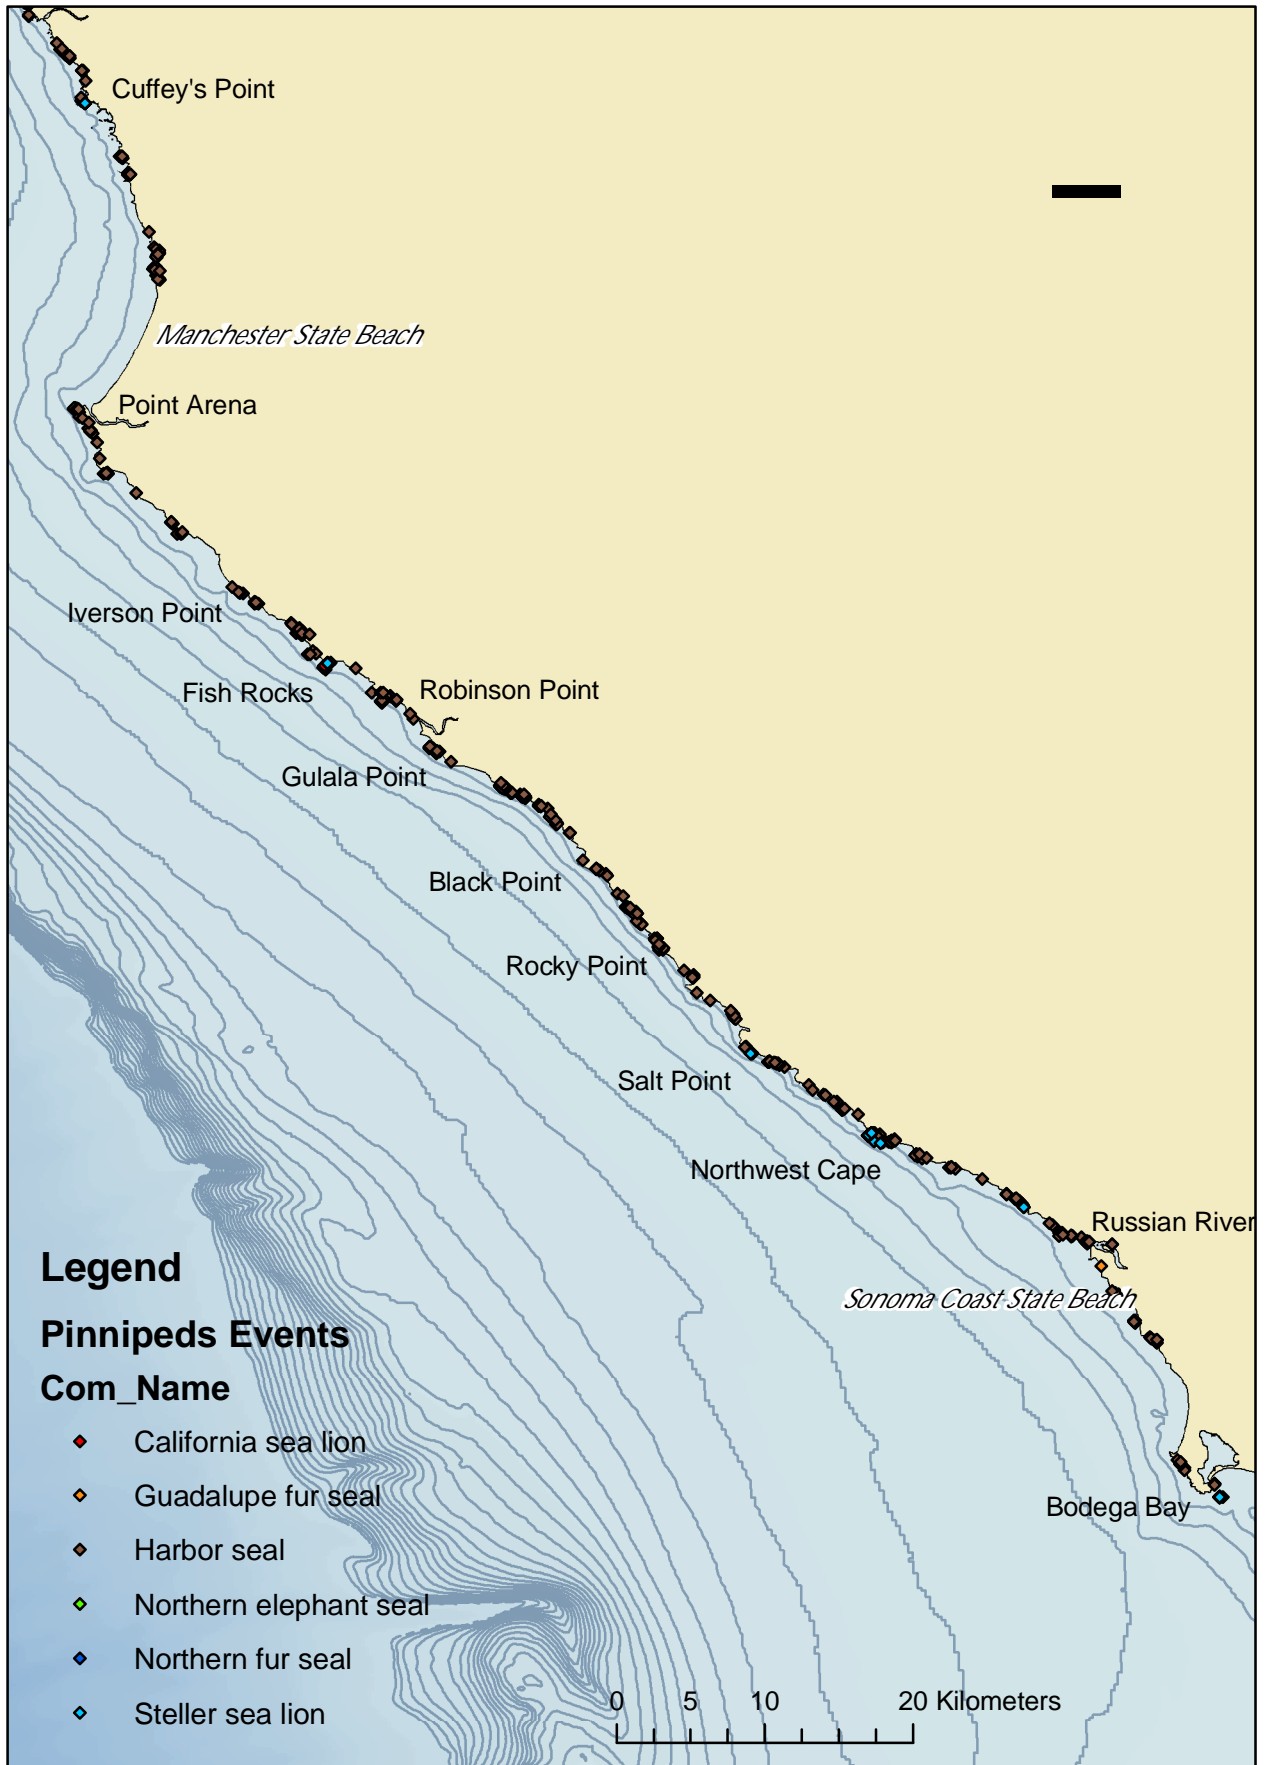 Cuffey's Point
Manchester State Beach
Point Arena
Iverson Point
Fish Rocks
Robinson Point
Gulala Point
Black Point
Rocky Point
Salt Point
Northwest Cape
Russian River
Sonoma Coast State Beach
Bodega Bay
Legend
Pinnipeds Events
Com_Name
California sea lion
Guadalupe fur seal
Harbor seal
Northern elephant seal
Northern fur seal
Steller sea lion
0 5 10 20 Kilometers